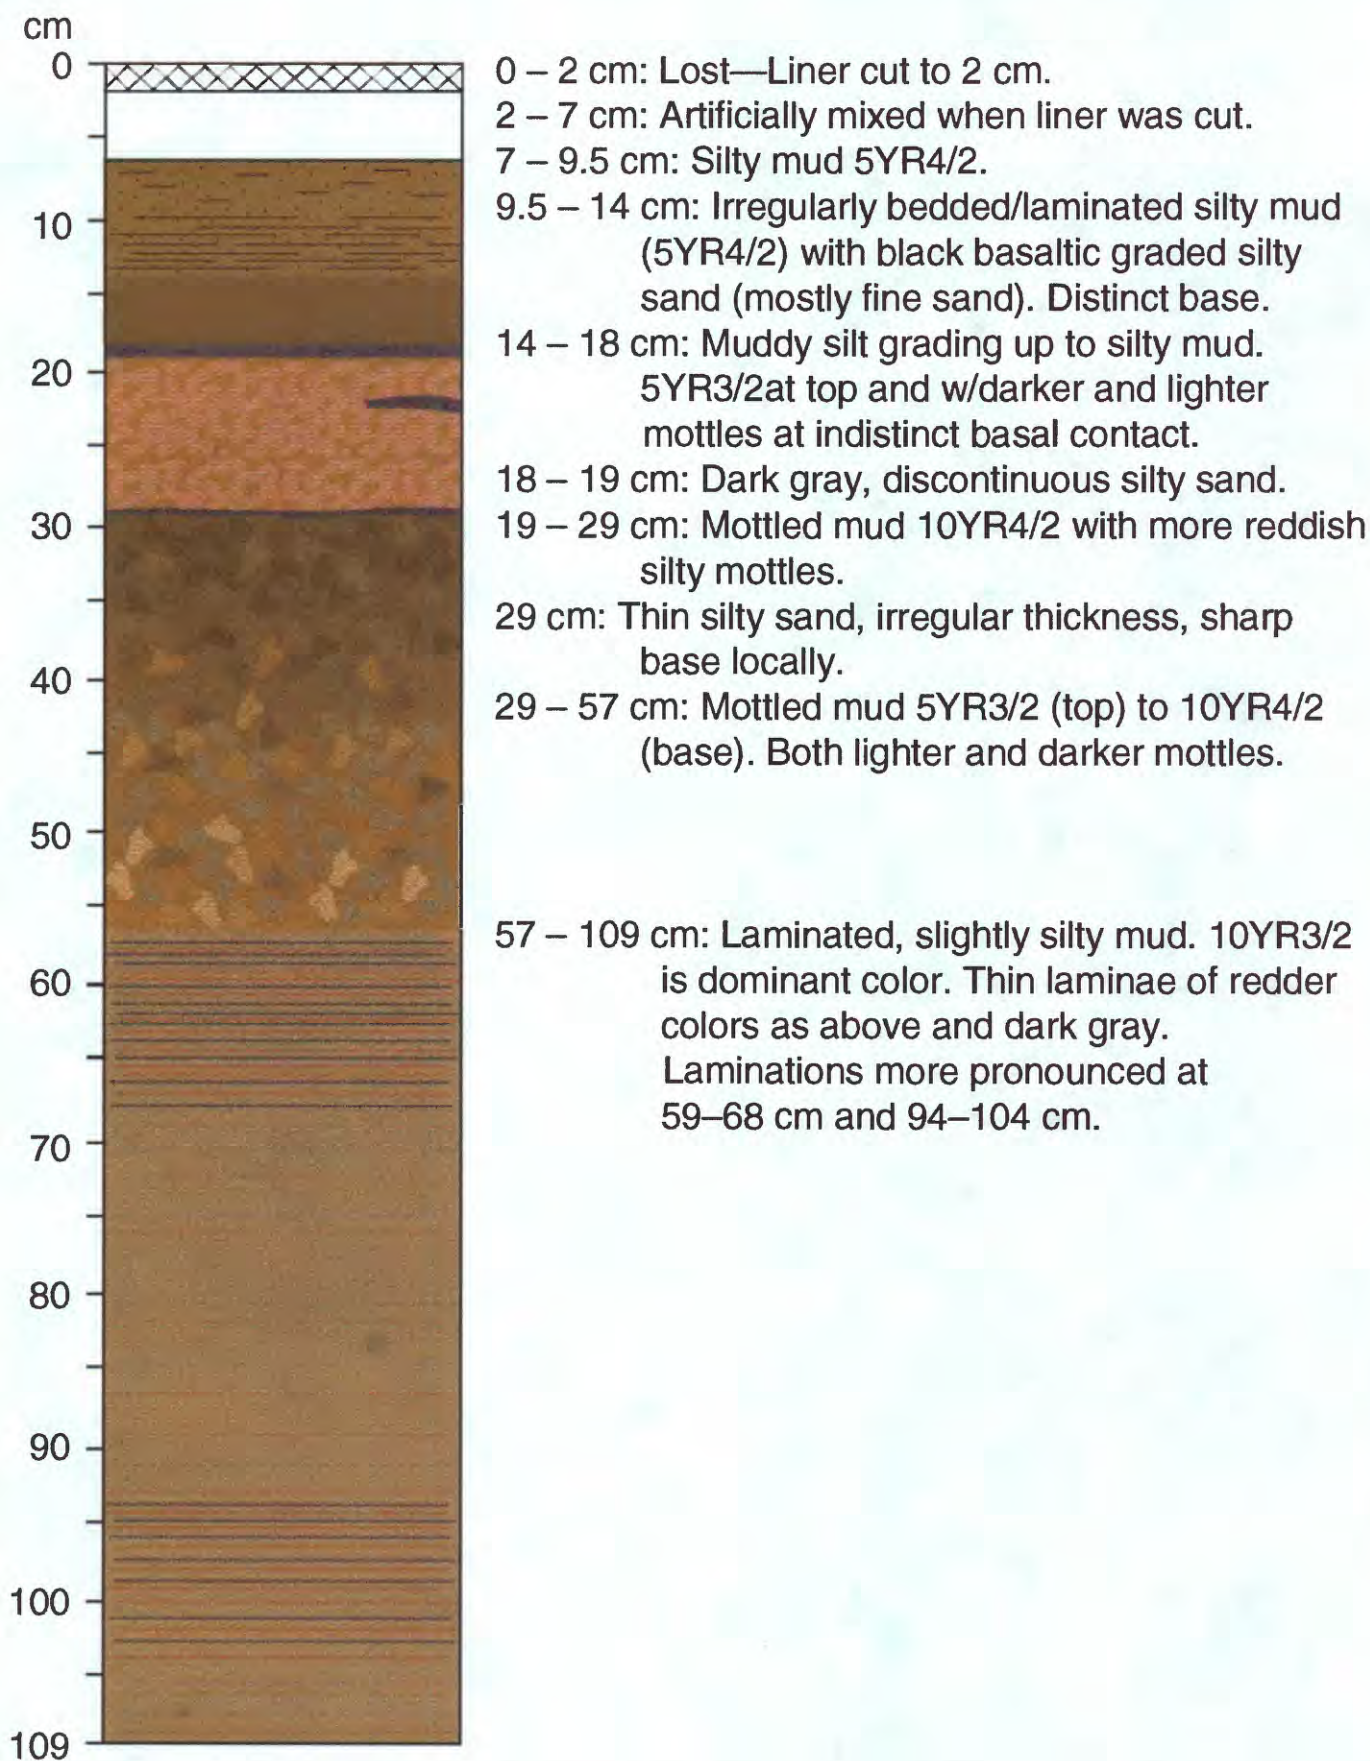 cm
0
10
20
30
40
50
60
70
80
90
100
109
0 – 2 cm: Lost—Liner cut to 2 cm.
2 – 7 cm: Artificially mixed when liner was cut.
7 – 9.5 cm: Silty mud 5YR4/2.
9.5 – 14 cm: Irregularly bedded/laminated silty mud
(5YR4/2) with black basaltic graded silty
sand (mostly fine sand). Distinct base.
14 – 18 cm: Muddy silt grading up to silty mud.
5YR3/2at top and w/darker and lighter
mottles at indistinct basal contact.
18 – 19 cm: Dark gray, discontinuous silty sand.
19 – 29 cm: Mottled mud 10YR4/2 with more reddish
silty mottles.
29 cm: Thin silty sand, irregular thickness, sharp
base locally.
29 – 57 cm: Mottled mud 5YR3/2 (top) to 10YR4/2
(base). Both lighter and darker mottles.
57 – 109 cm: Laminated, slightly silty mud. 10YR3/2
is dominant color. Thin laminae of redder
colors as above and dark gray.
Laminations more pronounced at
59–68 cm and 94–104 cm.